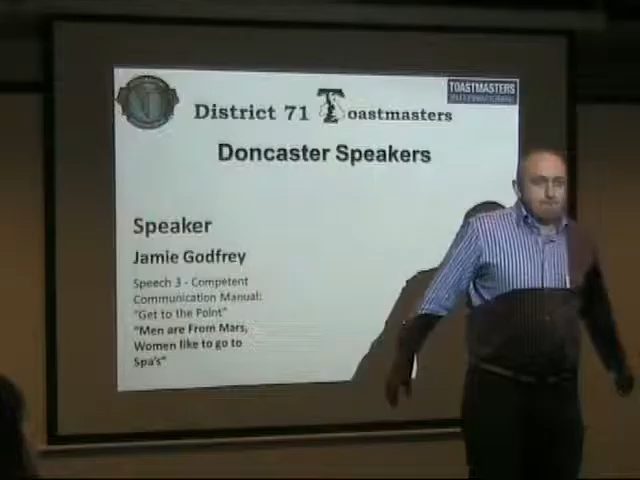 TOASTMASTERS
District 71 Toastmasters
Doncaster Speakers
Speaker
Jamie Godfrey
Speech 3 - Competent
Communication Manual:
"Get to the Point"
"Men are From Mars,
Women like to go to
Spa's"